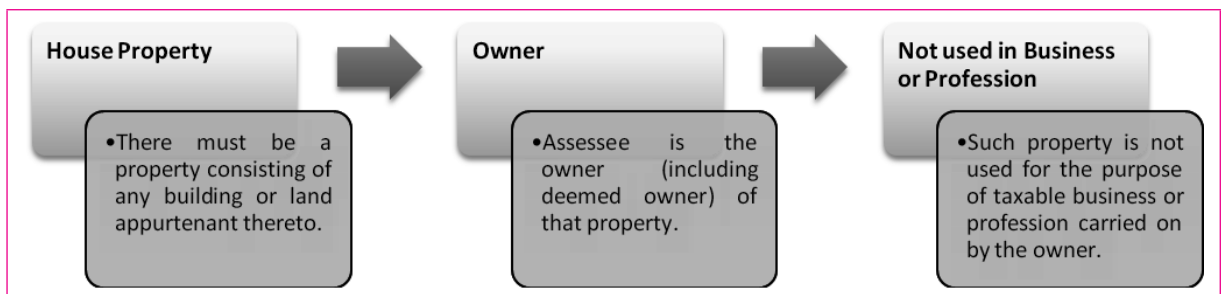 House Property
•There must be a
property consisting of
any building or land
appurtenant thereto.
Owner
•Assessee is the
owner (including
deemed owner) of
that property.
Not used in Business
or Profession
•Such property is not
used for the purpose
of taxable business or
profession carried on
by the owner.